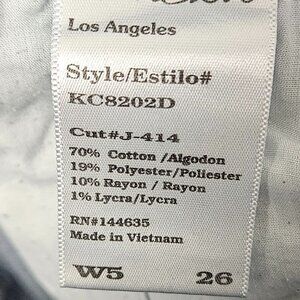 Los Angeles
Style/Estilo#
KC8202D
Cut#J-414
70% Cotton /Algodon
19% Polyester/Poliester
10% Rayon / Rayon
1% Lycra/Lycra
RN#144635
Made in Vietnam
W5 26